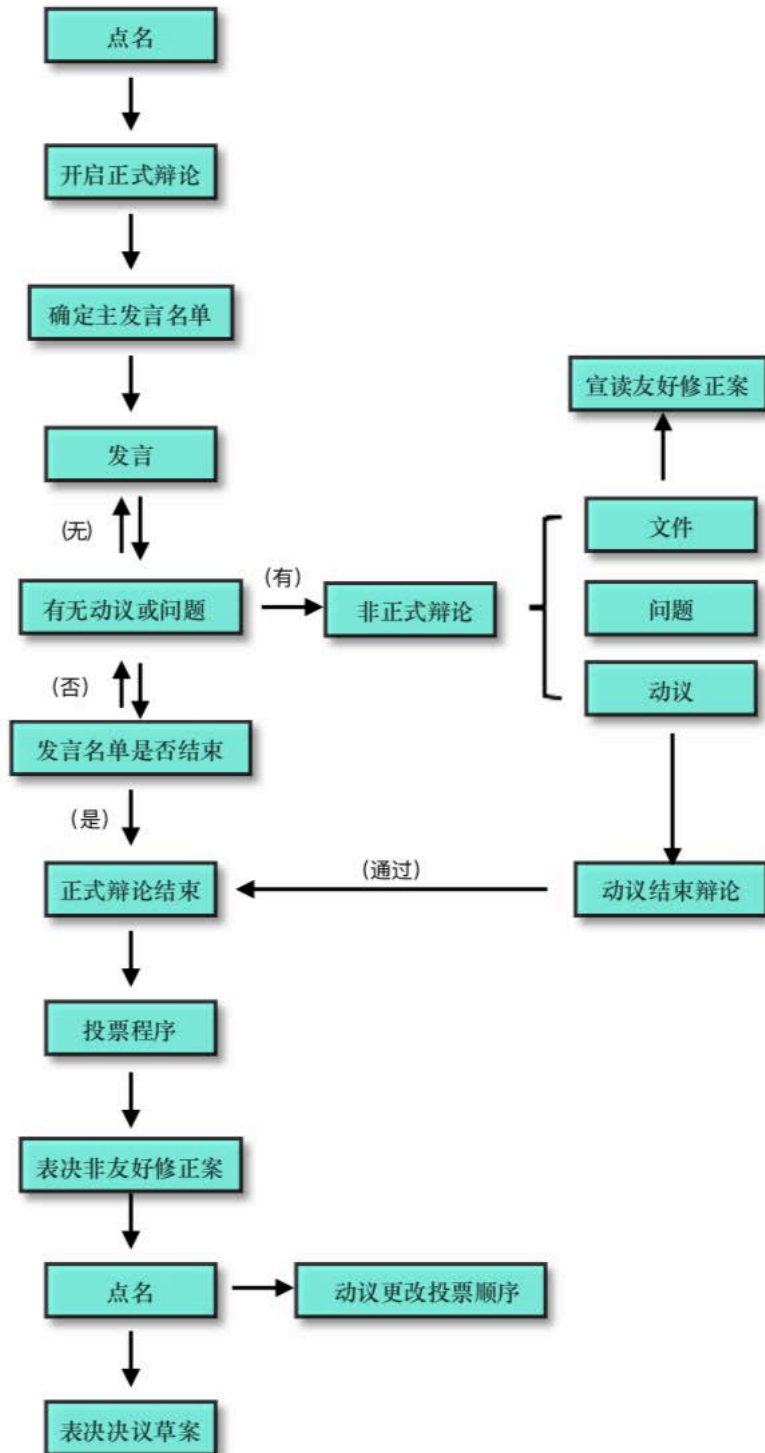 点名
开启正式辩论
确定主发言名单
宣读友好修正案
发言
文件
(无)
(有)
有无动议或问题
非正式辩论
问题
动议
(否)
发言名单是否结束
(是)
(通过)
正式辩论结束
动议结束辩论
投票程序
表决非友好修正案
点名
动议更改投票顺序
表决决议草案